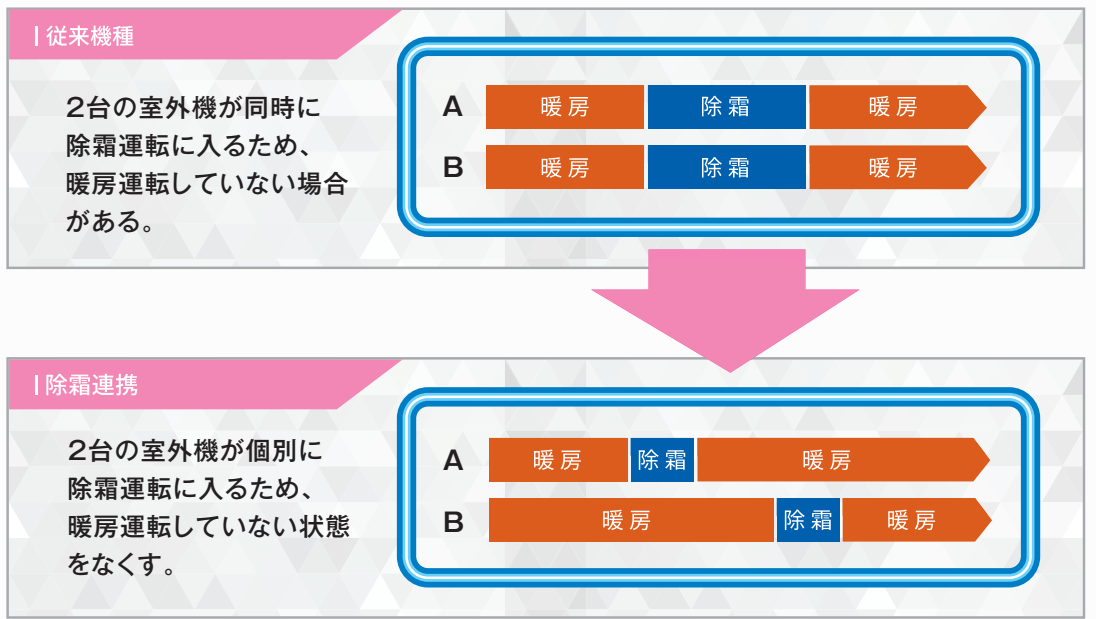 従来機種
2台の室外機が同時に
除霜運転に入るため、
暖房運転していない場合
がある。
A 暖房 除霜 暖房
B 暖房 除霜 暖房
除霜連携
2台の室外機が個別に
除霜運転に入るため、
暖房運転していない状態
をなくす。
A 暖房 除霜 暖房
B 暖房 除霜 暖房